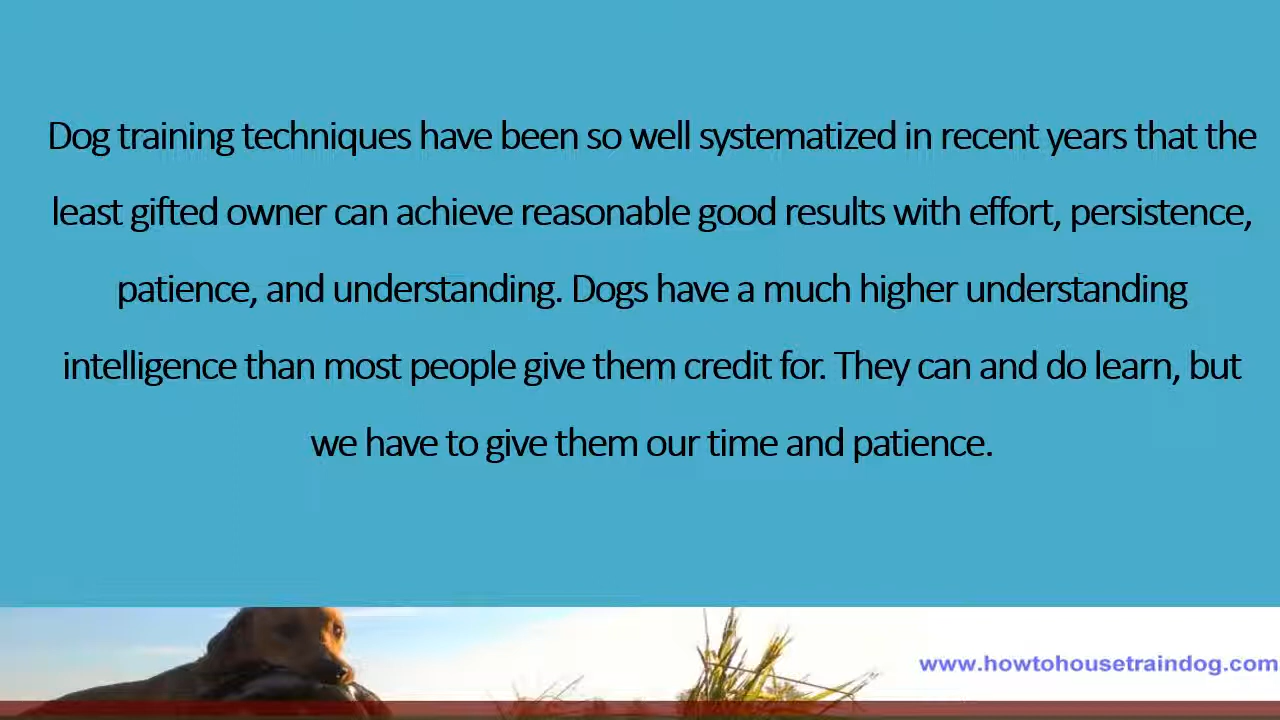 Dog training techniques have been so well systematized in recent years that the
least gifted owner can achieve reasonable good results with effort, persistence,
patience, and understanding. Dogs have a much higher understanding
intelligence than most people give them credit for. They can and do learn, but
we have to give them our time and patience.
www.howtohousetraindog.com